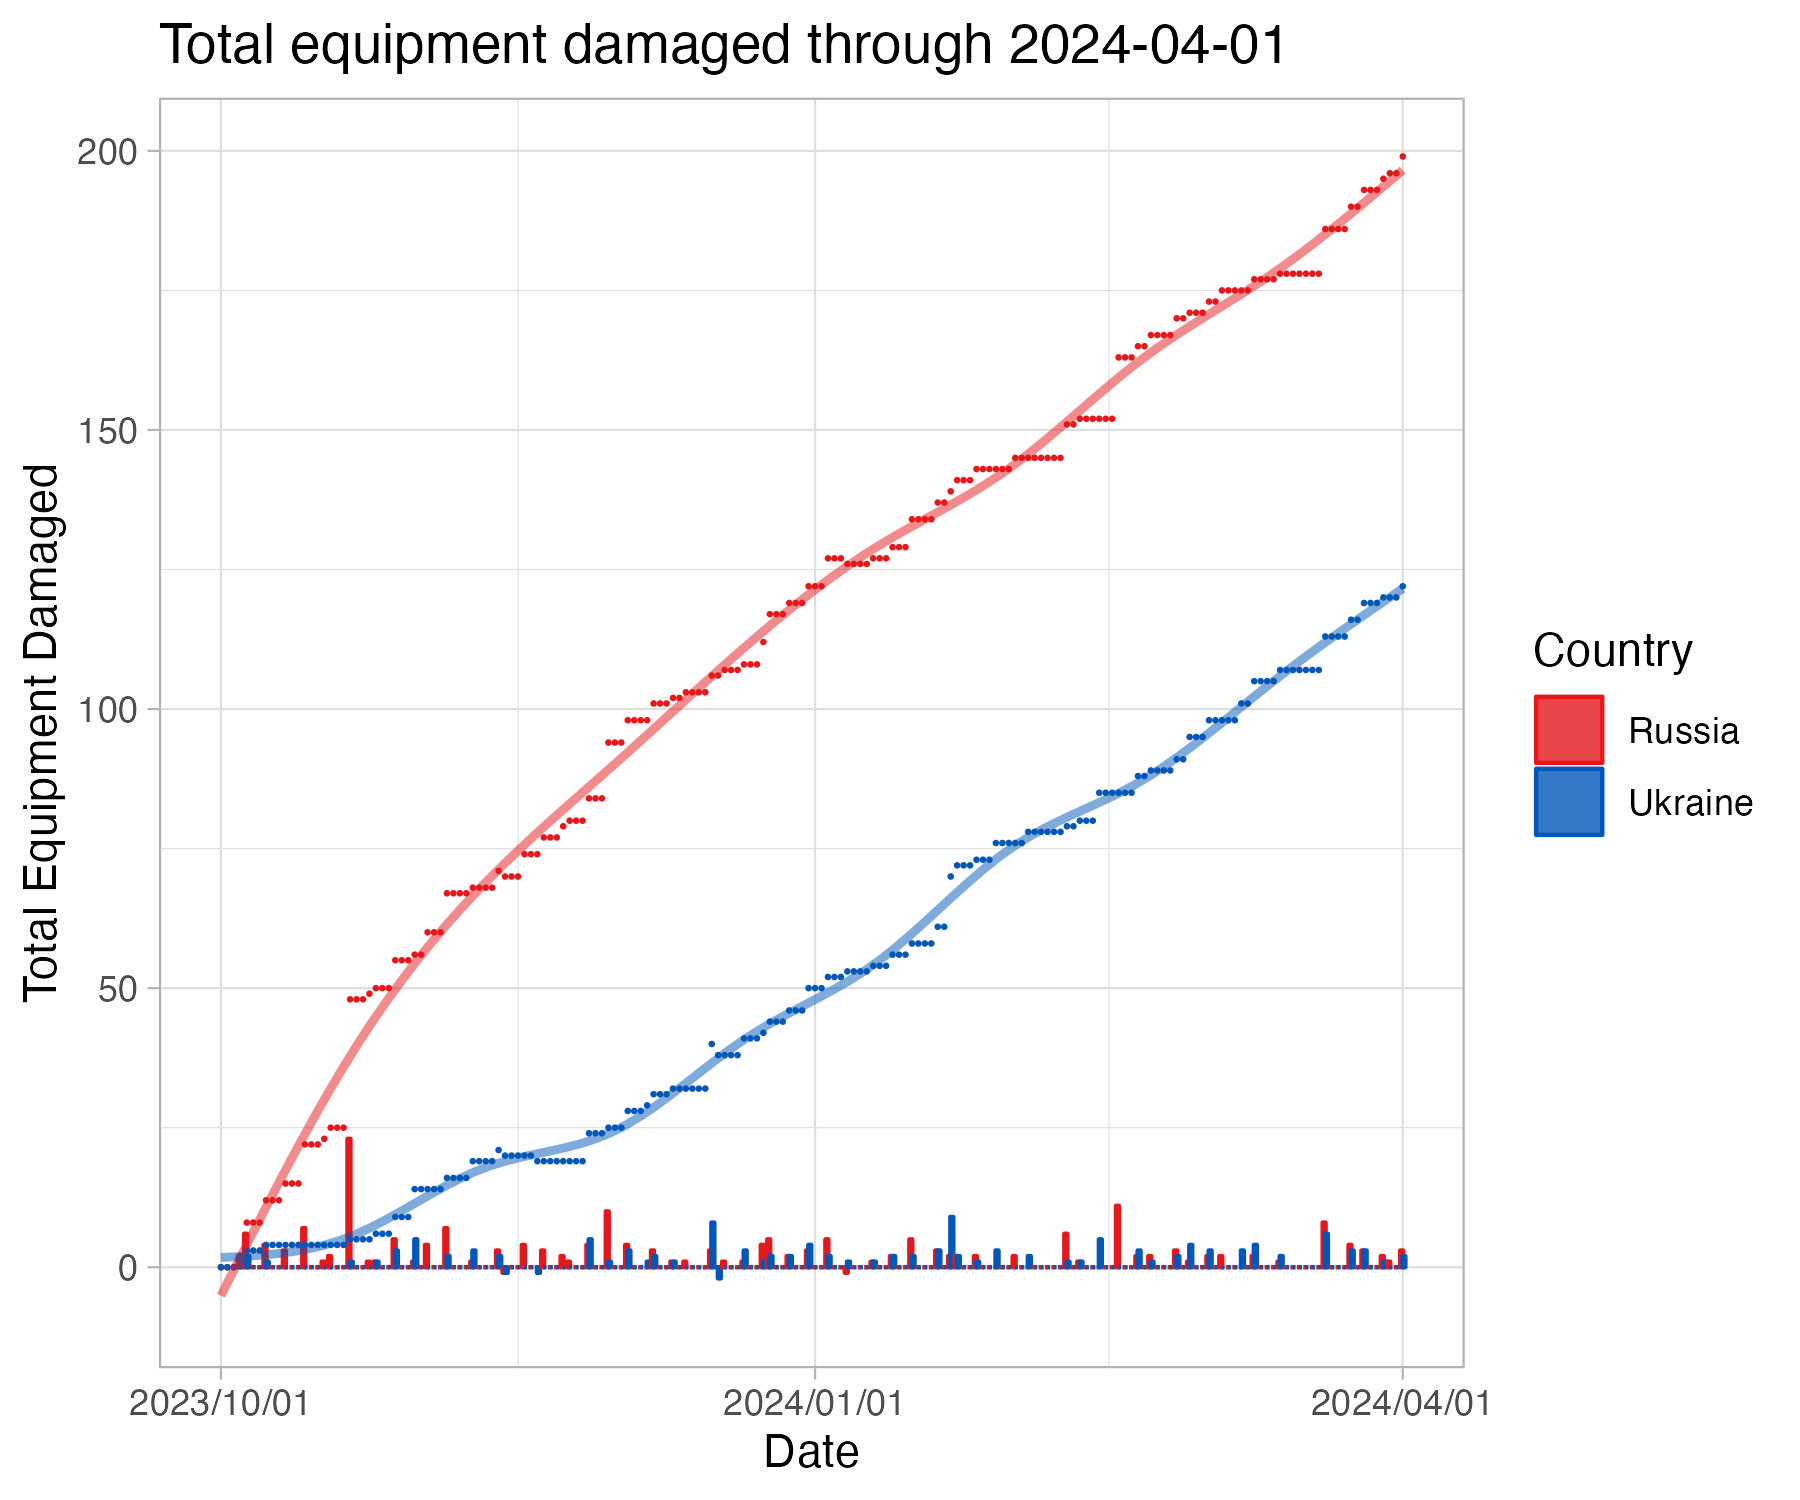 Total equipment damaged through 2024-04-01
Total Equipment Damaged
200
150
100
50
0
2023/10/01
2024/01/01
2024/04/01
Date
Country
Russia
Ukraine